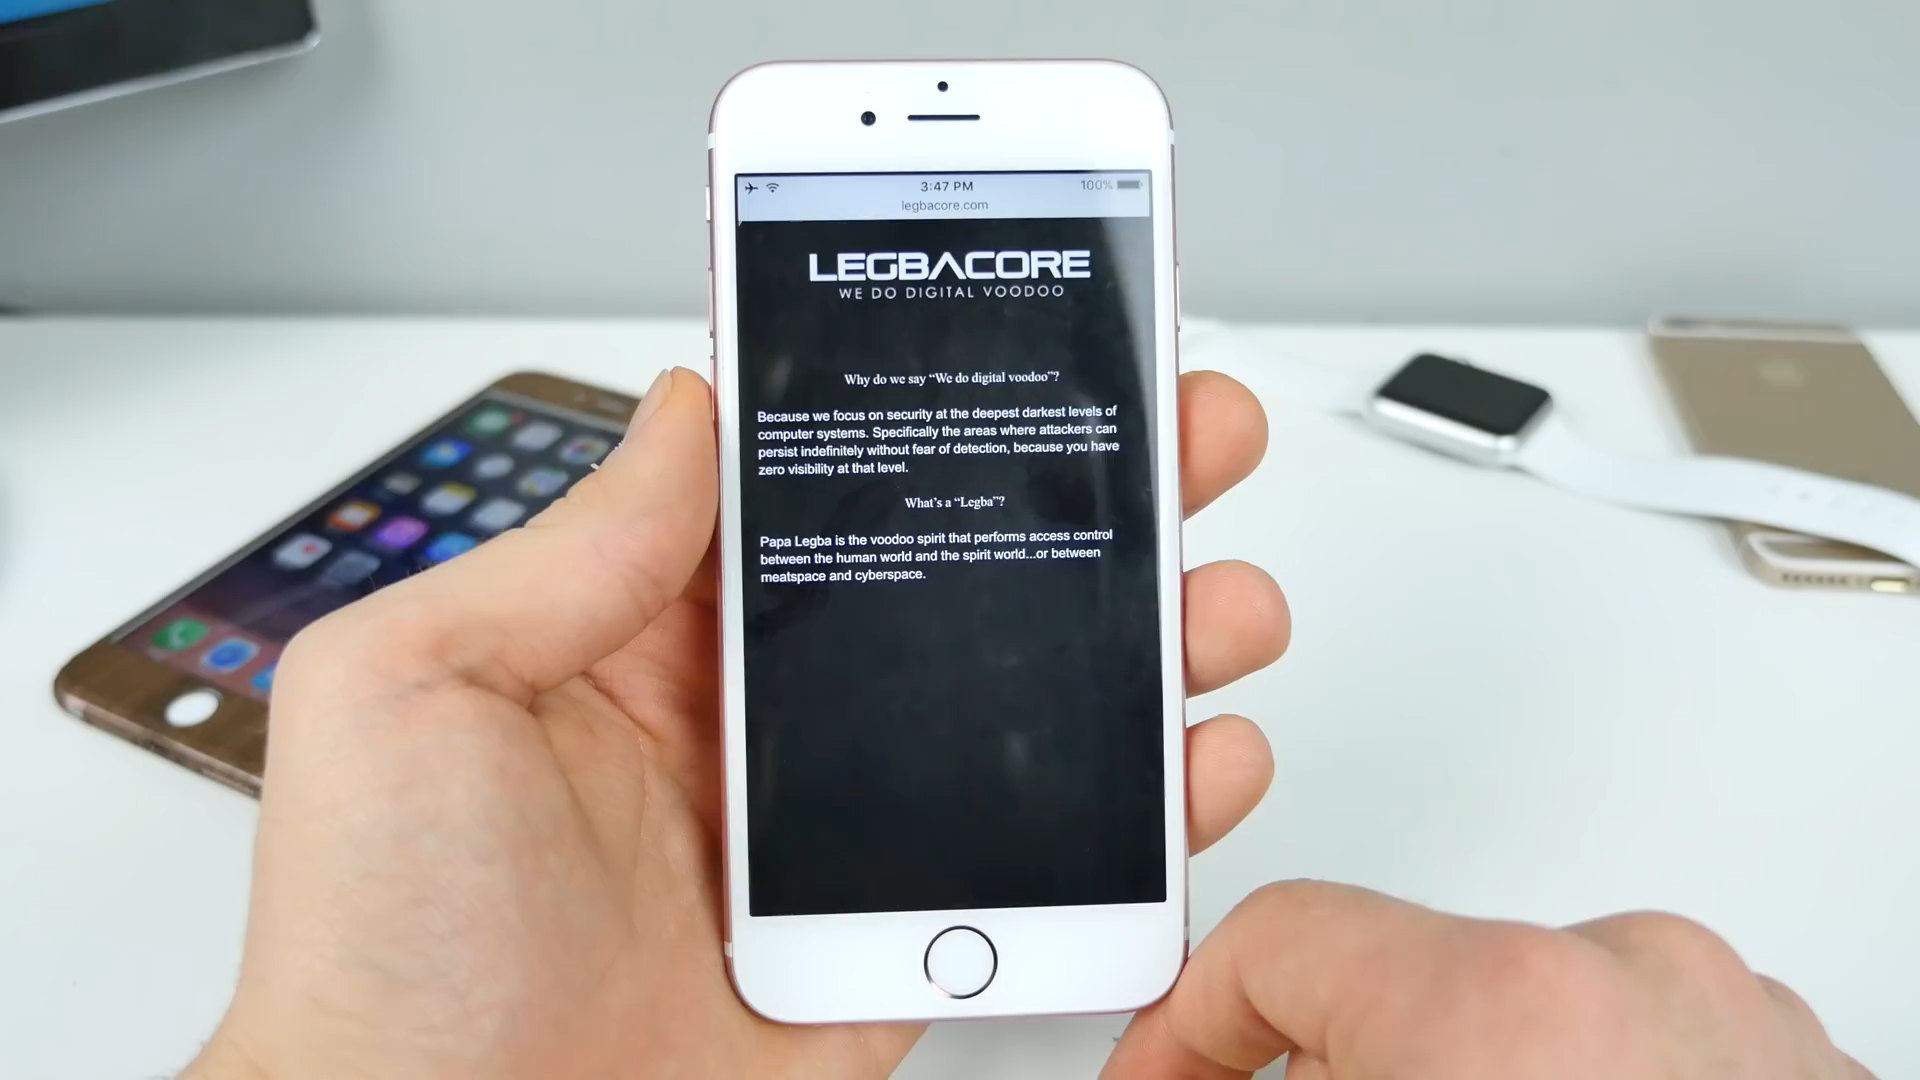 3:47 PM
100%
legbacore.com
LEGBACORE
WE DO DIGITAL VOODOO
Why do we say “We do digital voodoo”?
Because we focus on security at the deepest darkest levels of
computer systems. Specifically the areas where attackers can
persist indefinitely without fear of detection, because you have
zero visibility at that level.
What’s a “Legba”?
Papa Legba is the voodoo spirit that performs access control
between the human world and the spirit world...or between
meatspace and cyberspace.